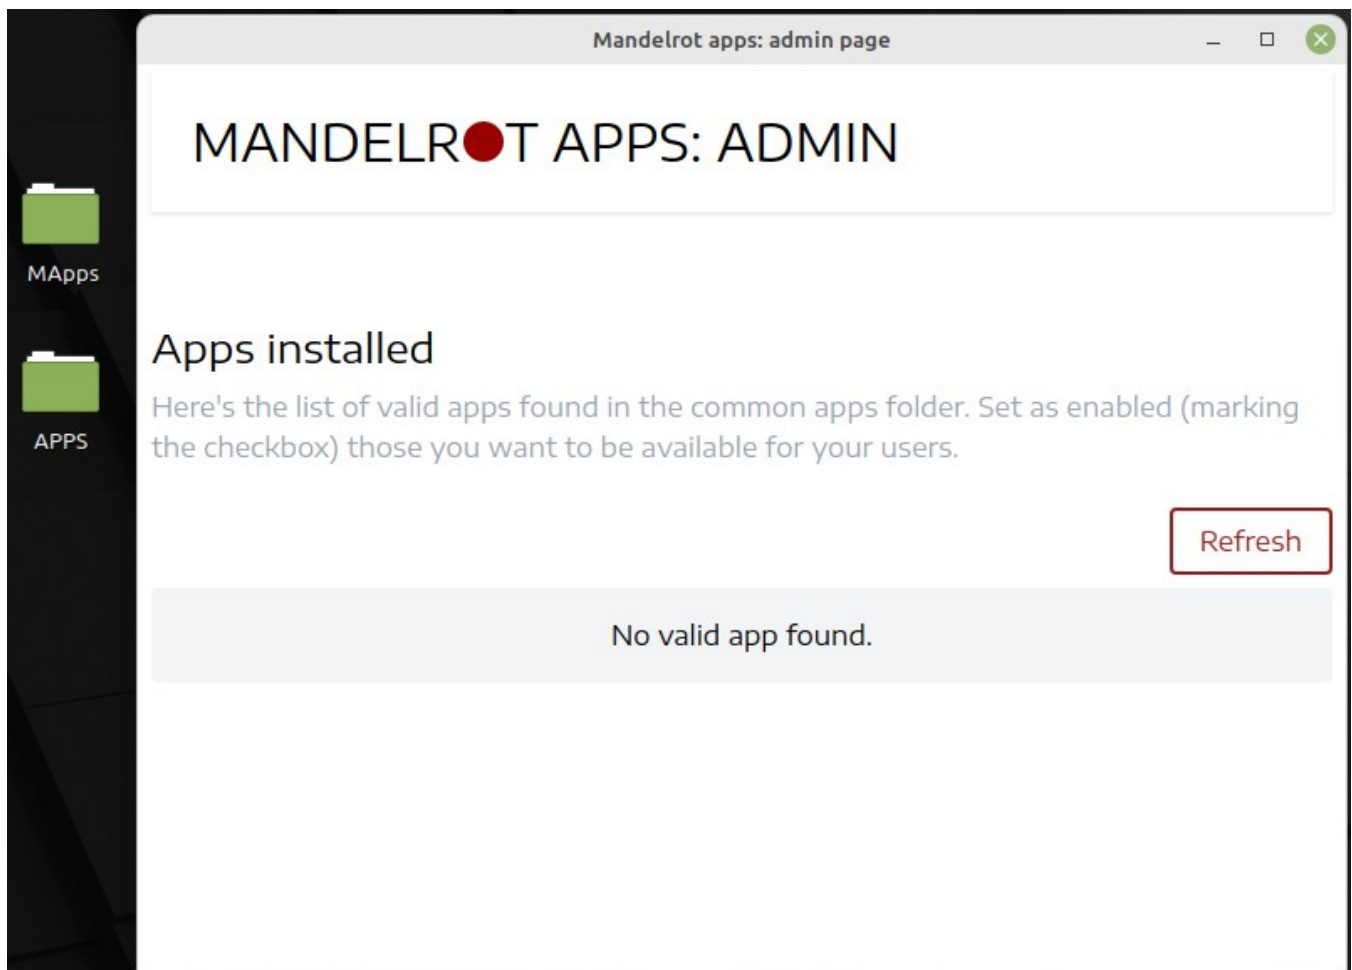 Mandelrot apps: admin page
MANDELR●T APPS: ADMIN
MApps
APPS
Apps installed
Here's the list of valid apps found in the common apps folder. Set as enabled (marking
the checkbox) those you want to be available for your users.
Refresh
No valid app found.